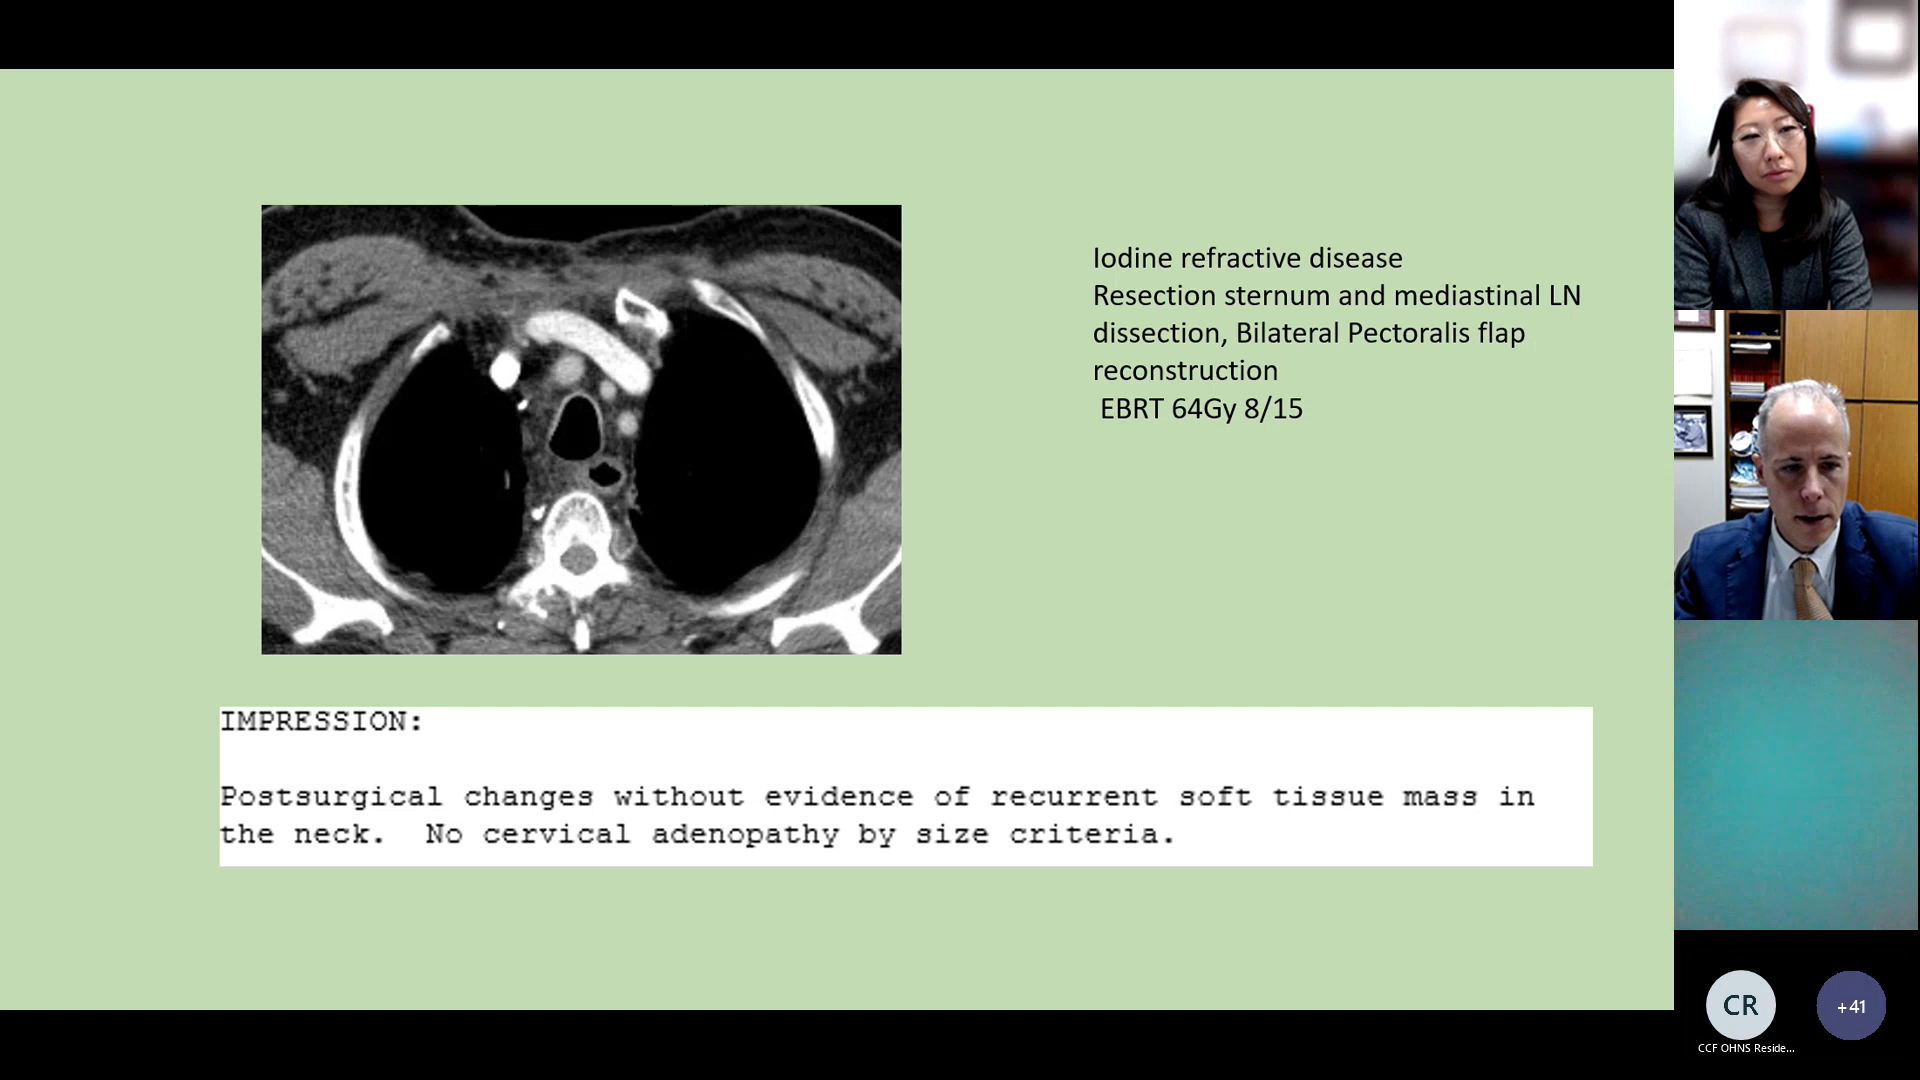 Iodine refractive disease
Resection sternum and mediastinal LN
dissection, Bilateral Pectoralis flap
reconstruction
EBRT 64Gy 8/15
IMPRESSION:
Postsurgical changes without evidence of recurrent soft tissue mass in
the neck.  No cervical adenopathy by size criteria.
CR
+41
CCF OHNS Reside...